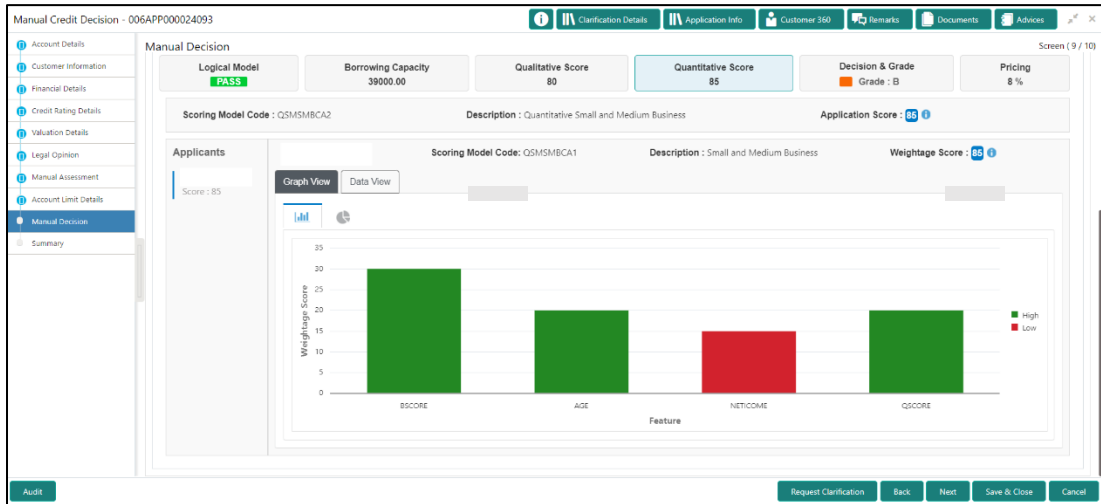 Manual Credit Decision - 006APP000024093
Clarification Details
Application Info
Customer 360
Remarks
Documents
Advices
Account Details
Customer Information
Financial Details
Credit Rating Details
Valuation Details
Legal Opinion
Manual Assessment
Account Limit Details
Manual Decision
Summary
Manual Decision
Screen ( 9 / 10)
Logical Model
PASS
Borrowing Capacity
39000.00
Qualitative Score
80
Quantitative Score
85
Decision & Grade
Grade : B
Pricing
8 %
Scoring Model Code : QSMSMBCA2
Description : Quantitative Small and Medium Business
Application Score : 85
Applicants
Score : 85
Scoring Model Code: QSMSMBCA1
Description : Small and Medium Business
Weightage Score : 85
Graph View
Data View
Weightage Score
35
30
25
20
15
10
5
0
BSCORE
AGE
NETICOME
QSCORE
Feature
High
Low
Audit
Request Clarification
Back
Next
Save & Close
Cancel